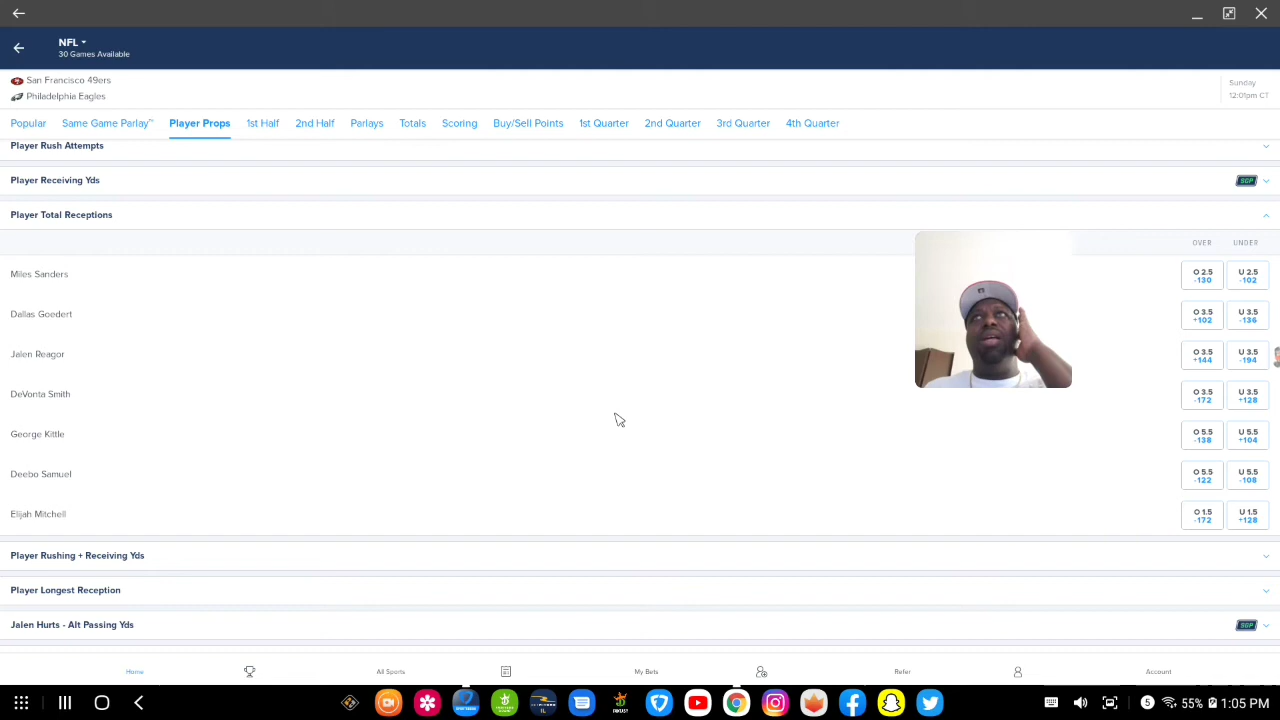 NFL
30 Games Available
San Francisco 49ers
Philadelphia Eagles
Sunday
12:01pm CT
Popular Same Game Parlay™ Player Props 1st Half 2nd Half Parlays Totals Scoring Buy/Sell Points 1st Quarter 2nd Quarter 3rd Quarter 4th Quarter
Player Rush Attempts
Player Receiving Yds SGP
Player Total Receptions
OVER UNDER
Miles Sanders O 2.5 -130 U 2.5 -102
Dallas Goedert O 3.5 +102 U 3.5 -136
Jalen Reagor O 3.5 +144 U 3.5 -194
DeVonta Smith O 3.5 -172 U 3.5 +128
George Kittle O 5.5 -138 U 5.5 +104
Deebo Samuel O 5.5 -122 U 5.5 -108
Elijah Mitchell O 1.5 -172 U 1.5 +128
Player Rushing + Receiving Yds
Player Longest Reception
Jalen Hurts - Alt Passing Yds SGP
Home All Sports My Bets Refer Account
5 55% 1:05 PM